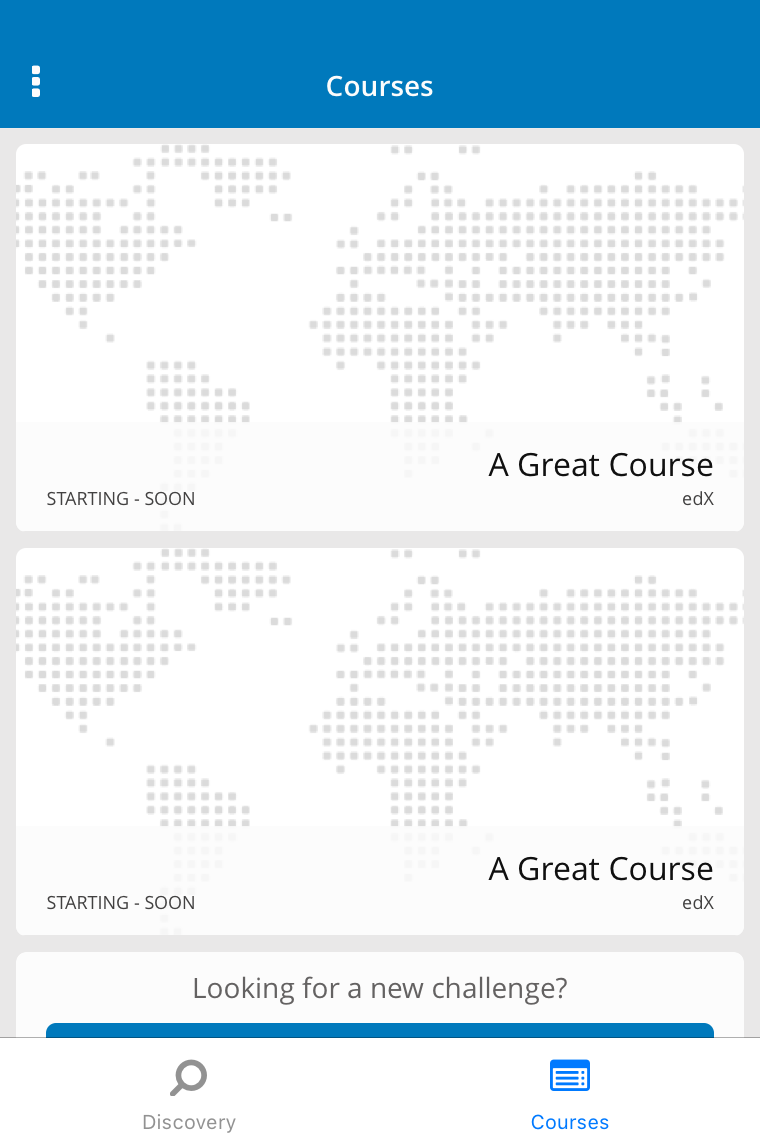 Courses
A Great Course
STARTING - SOON
edX
A Great Course
STARTING - SOON
edX
Looking for a new challenge?
Discovery
Courses